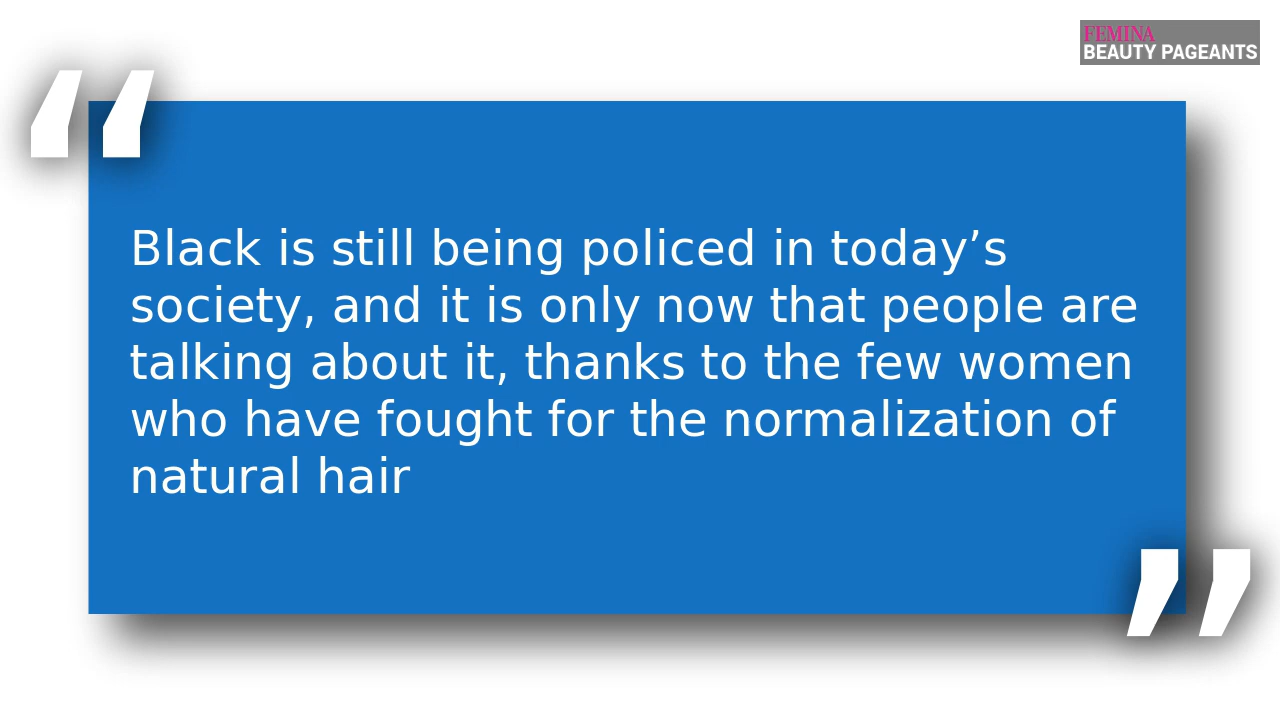 FEMINA
BEAUTY PAGEANTS
“
Black is still being policed in today’s
society, and it is only now that people are
talking about it, thanks to the few women
who have fought for the normalization of
natural hair
”